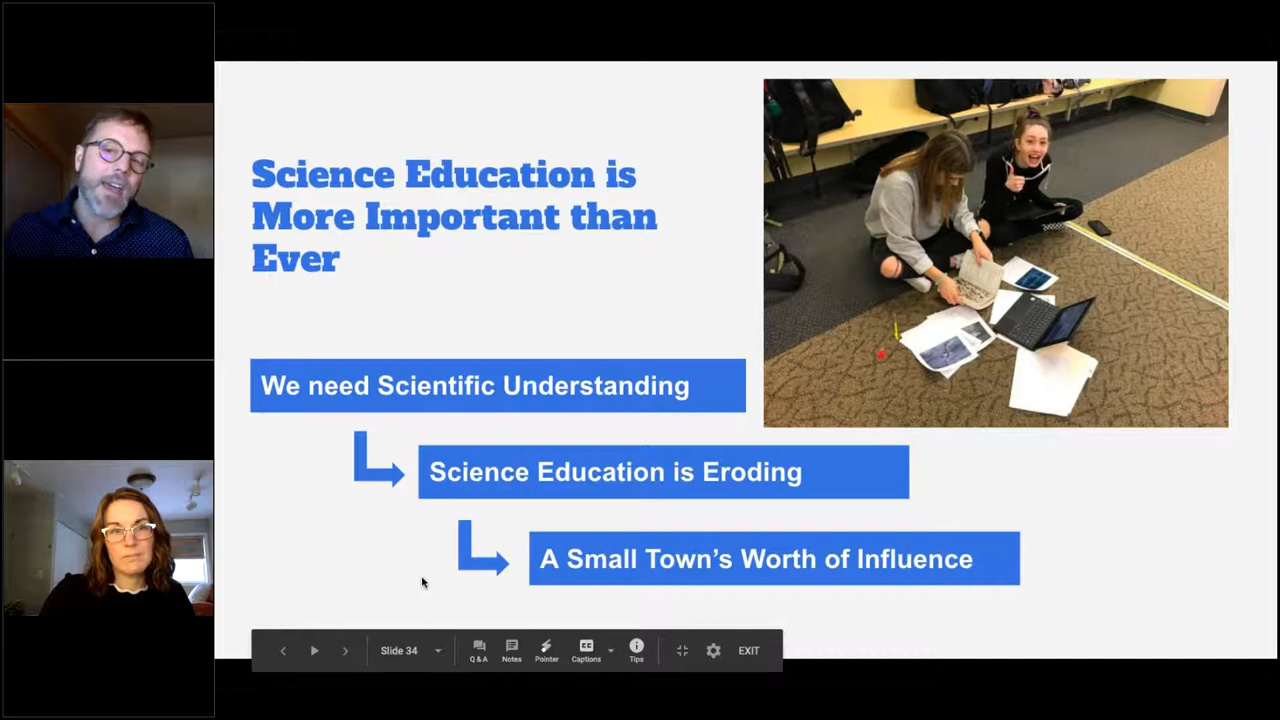 Science Education is
More Important than
Ever
We need Scientific Understanding
Science Education is Eroding
A Small Town's Worth of Influence
Slide 34
Q & A
Notes
Pointer
CC
Captions
Tips
EXIT